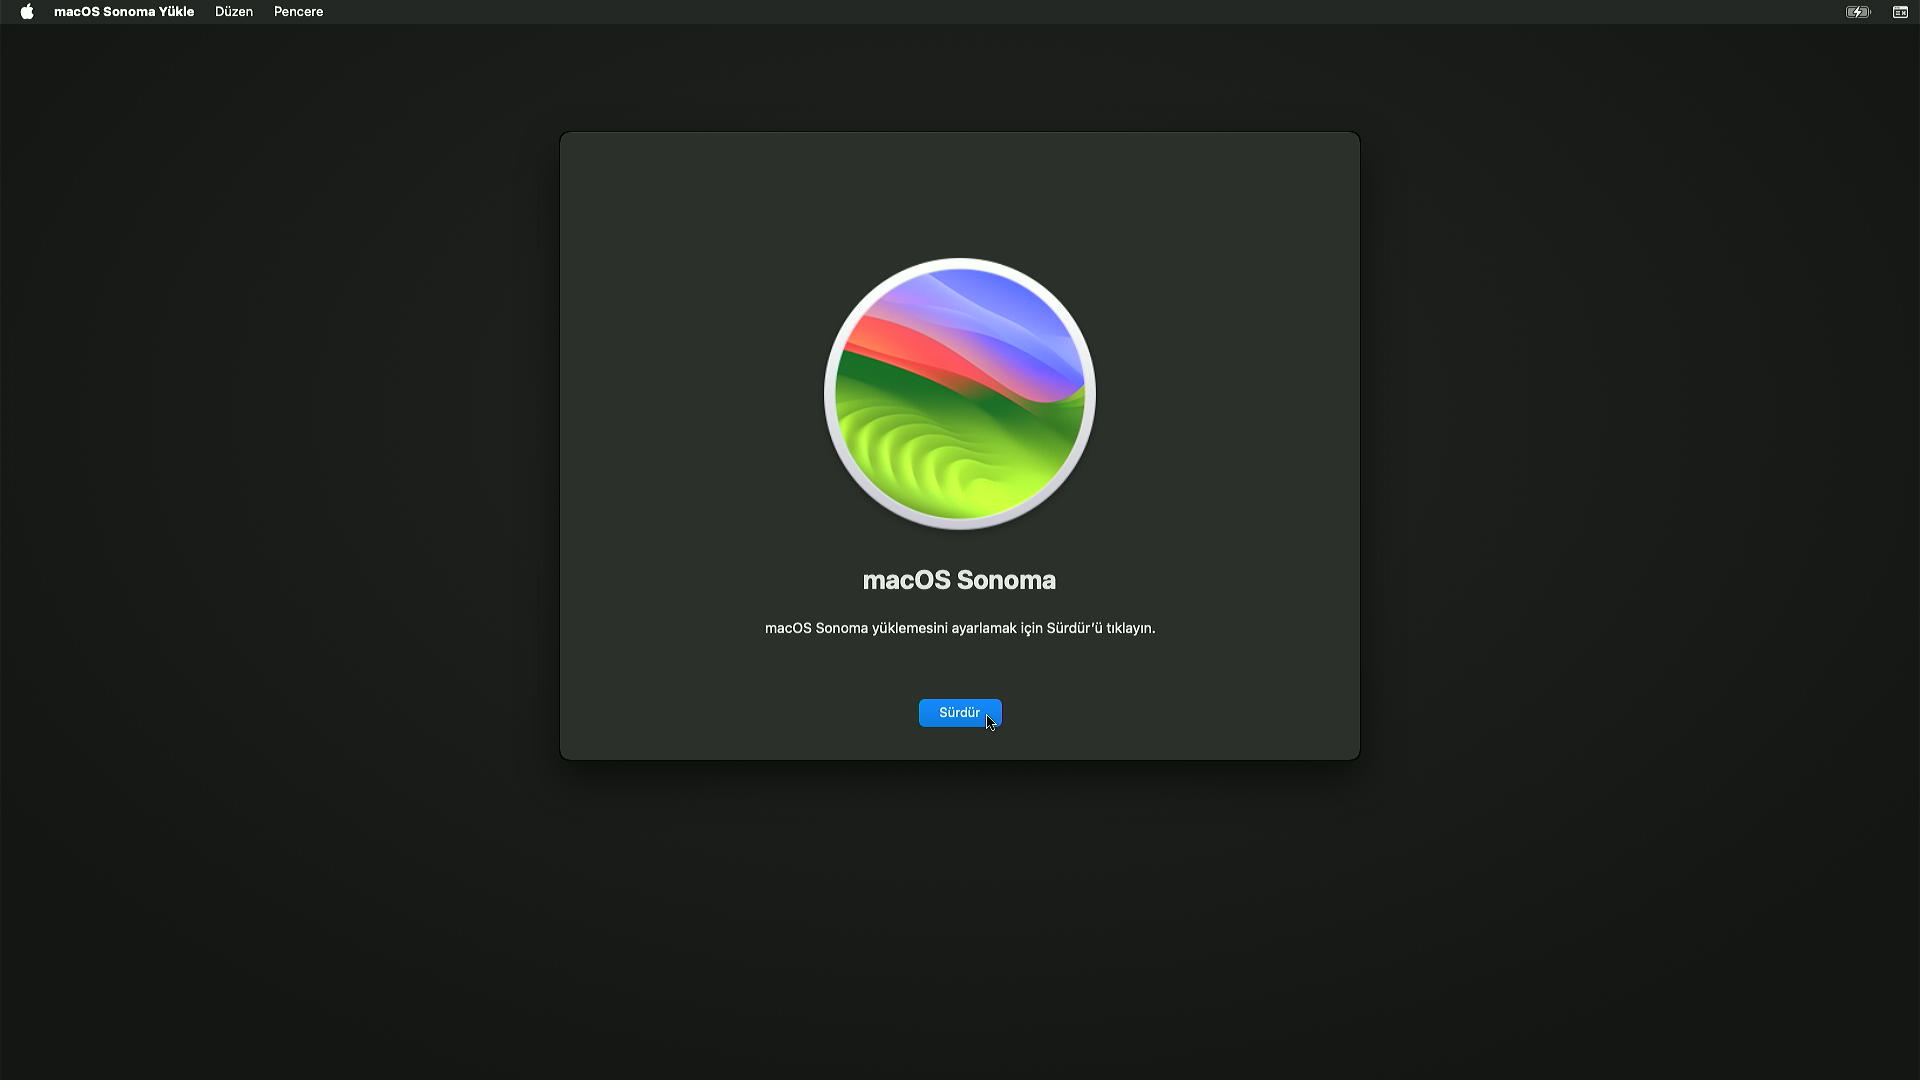 macOS Sonoma Yükle Düzen Pencere
macOS Sonoma
macOS Sonoma yüklemesini ayarlamak için Sürdür’ü tıklayın.
Sürdür